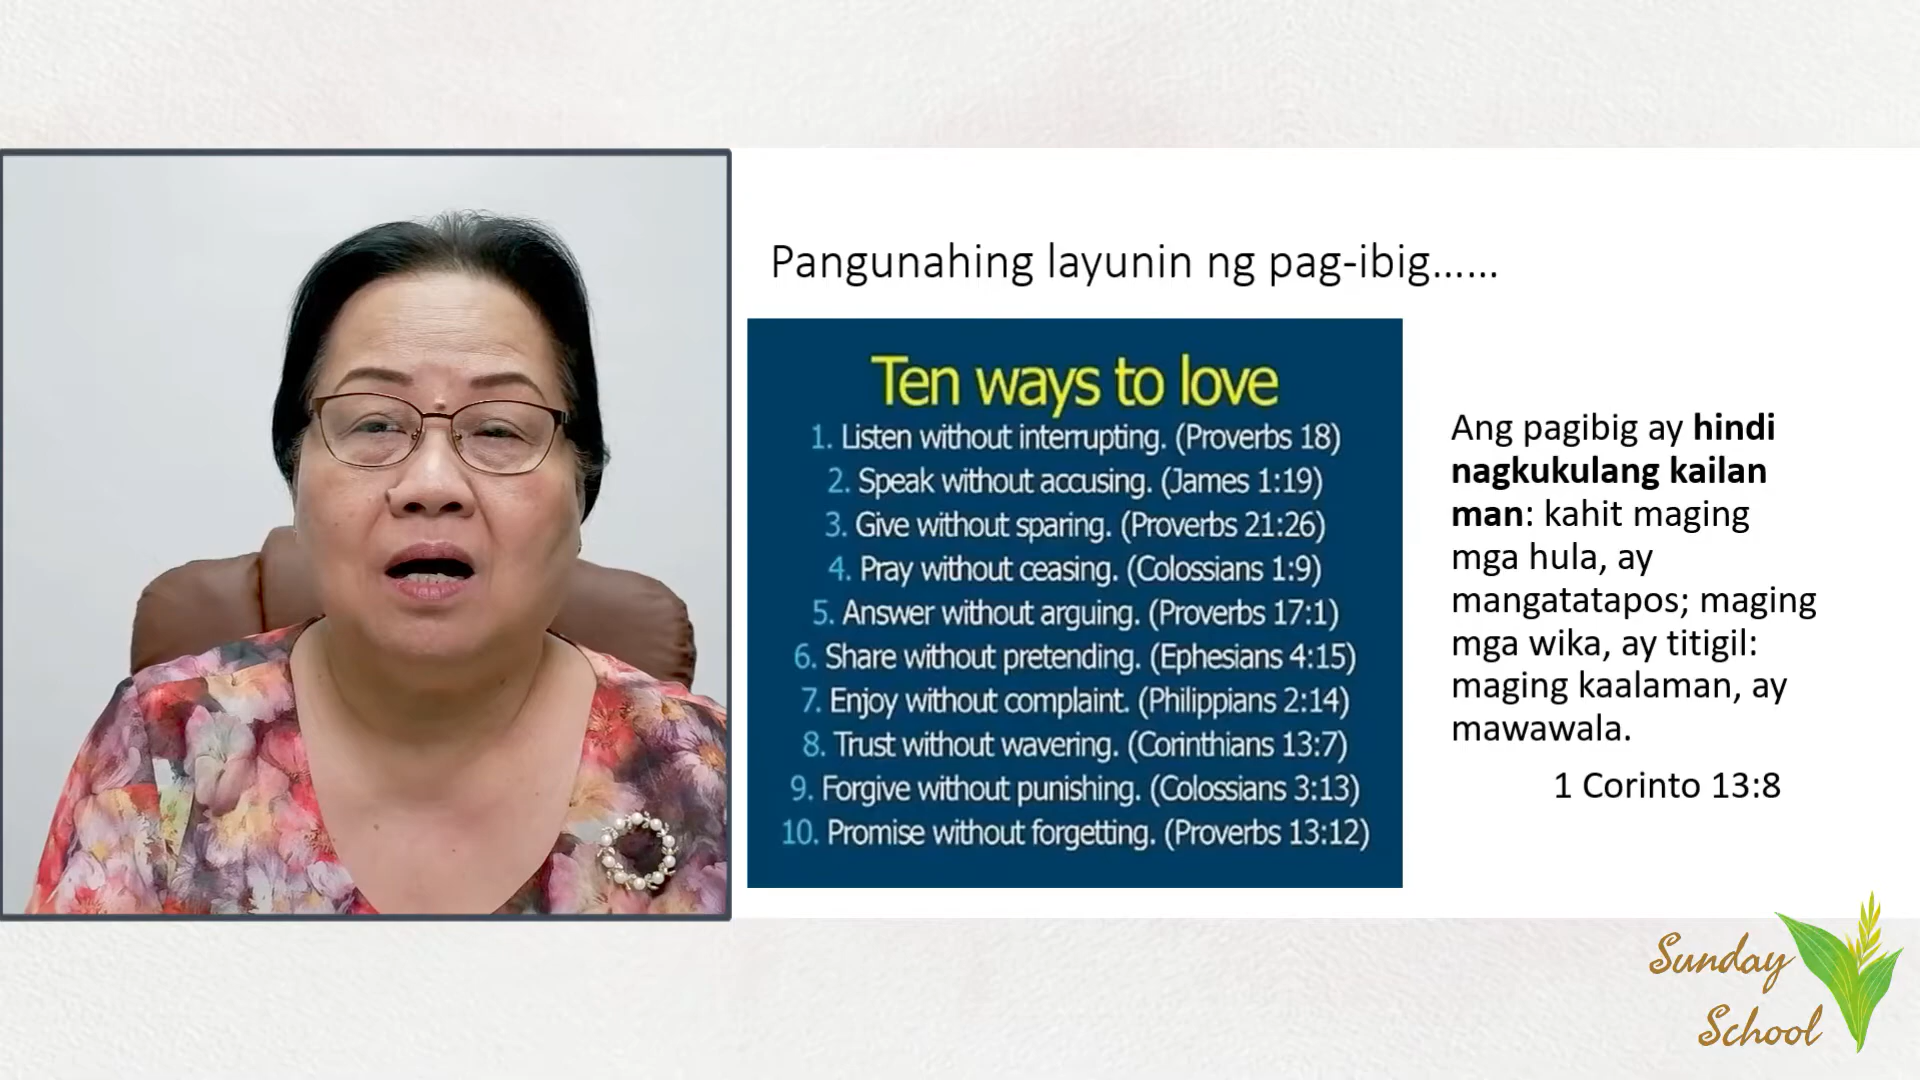 Pangunahing layunin ng pag-ibig......
Ten ways to love
1. Listen without interrupting. (Proverbs 18)
2. Speak without accusing. (James 1:19)
3. Give without sparing. (Proverbs 21:26)
4. Pray without ceasing. (Colossians 1:9)
5. Answer without arguing. (Proverbs 17:1)
6. Share without pretending. (Ephesians 4:15)
7. Enjoy without complaint. (Philippians 2:14)
8. Trust without wavering. (Corinthians 13:7)
9. Forgive without punishing. (Colossians 3:13)
10. Promise without forgetting. (Proverbs 13:12)
Ang pagibig ay hindi
nagkukulang kailan
man: kahit maging
mga hula, ay
mangatatapos; maging
mga wika, ay titigil:
maging kaalaman, ay
mawawala.
1 Corinto 13:8
Sunday
School